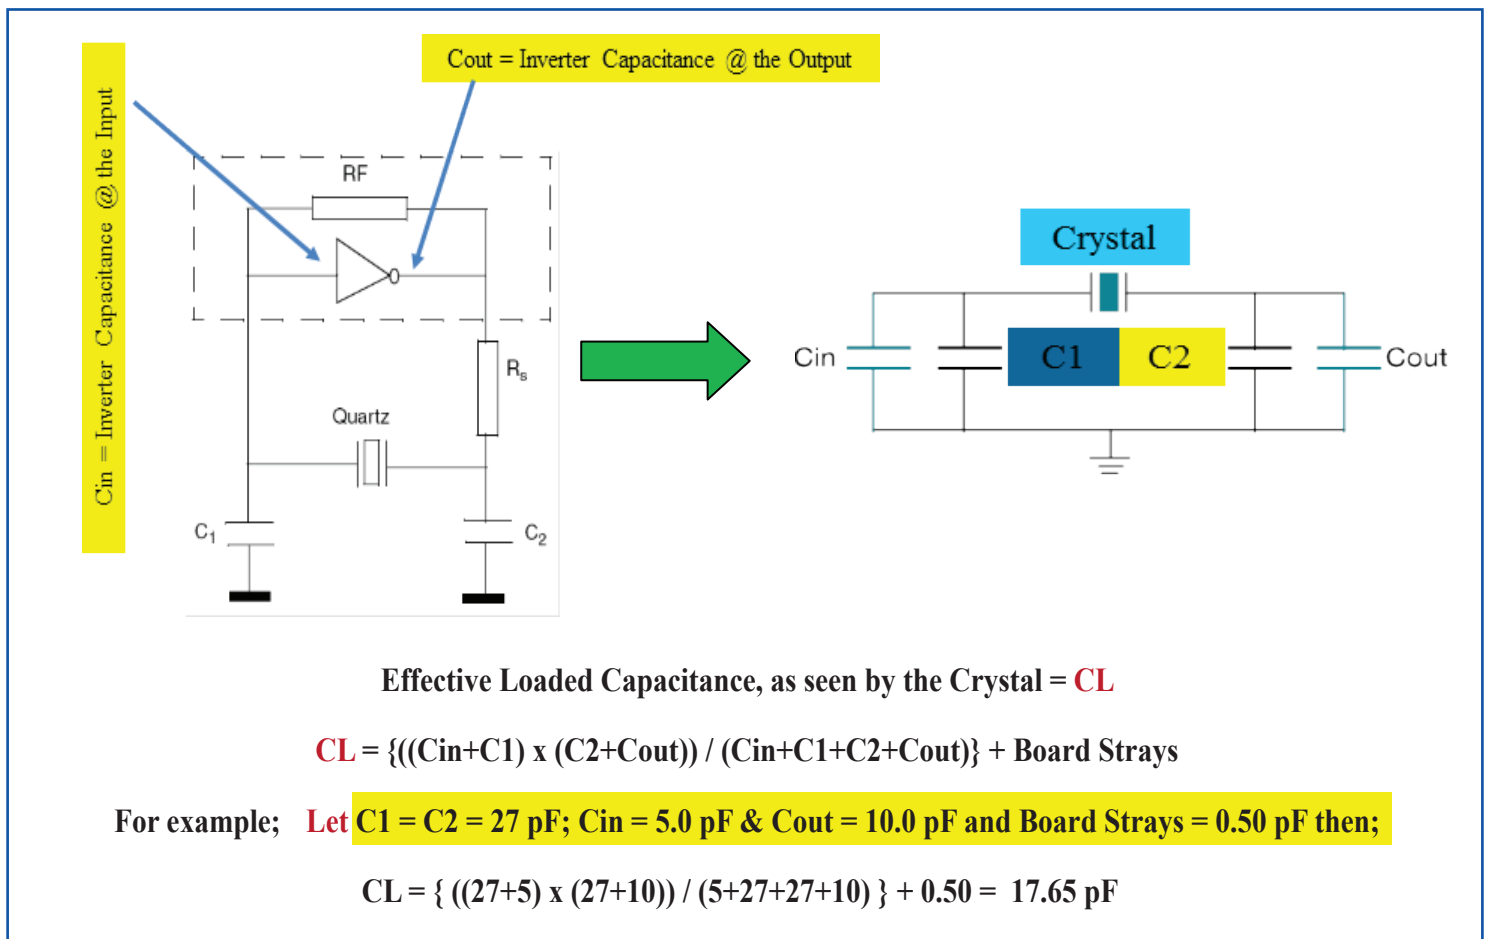 Cout = Inverter Capacitance @ the Output
Cin = Inverter Capacitance @ the Input
RF
Rs
Quartz
C1
C2
Crystal
Cin
C1
C2
Cout
Effective Loaded Capacitance, as seen by the Crystal = CL
CL = {((Cin+C1) x (C2+Cout)) / (Cin+C1+C2+Cout)} + Board Strays
For example; Let C1 = C2 = 27 pF; Cin = 5.0 pF & Cout = 10.0 pF and Board Strays = 0.50 pF then;
CL = { ((27+5) x (27+10)) / (5+27+27+10) } + 0.50 = 17.65 pF